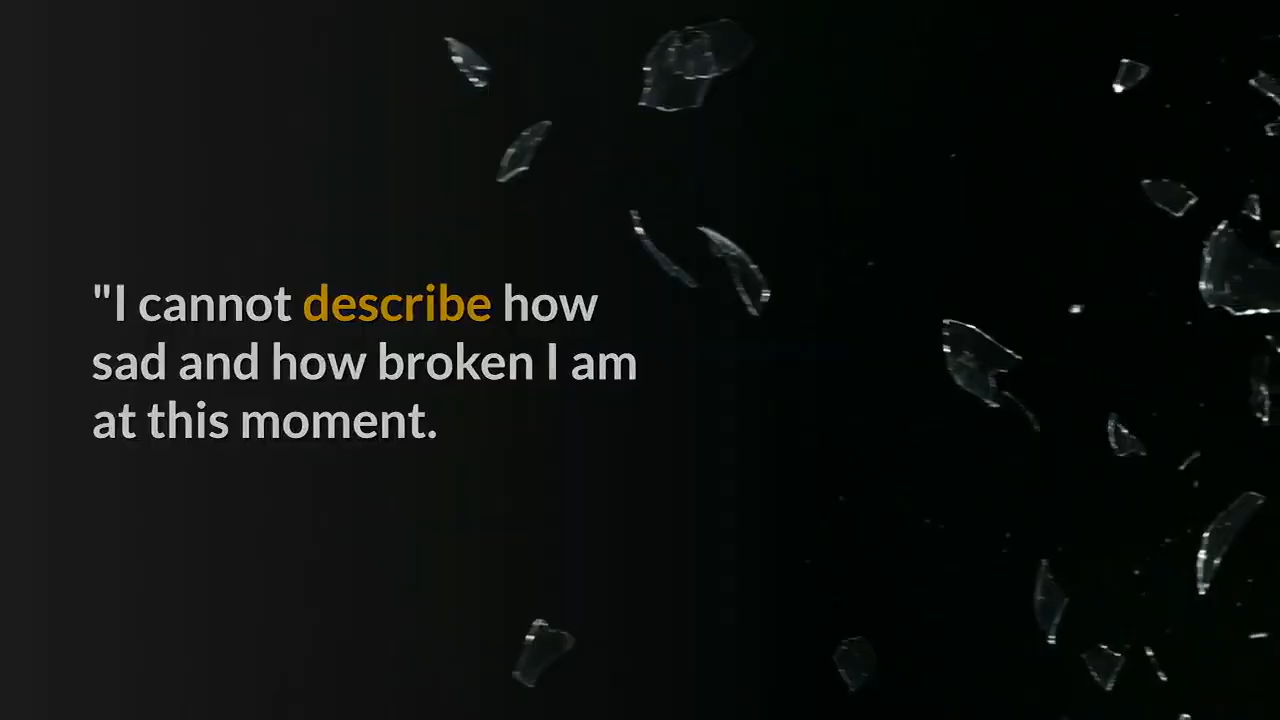 "I cannot describe how
sad and how broken I am
at this moment.